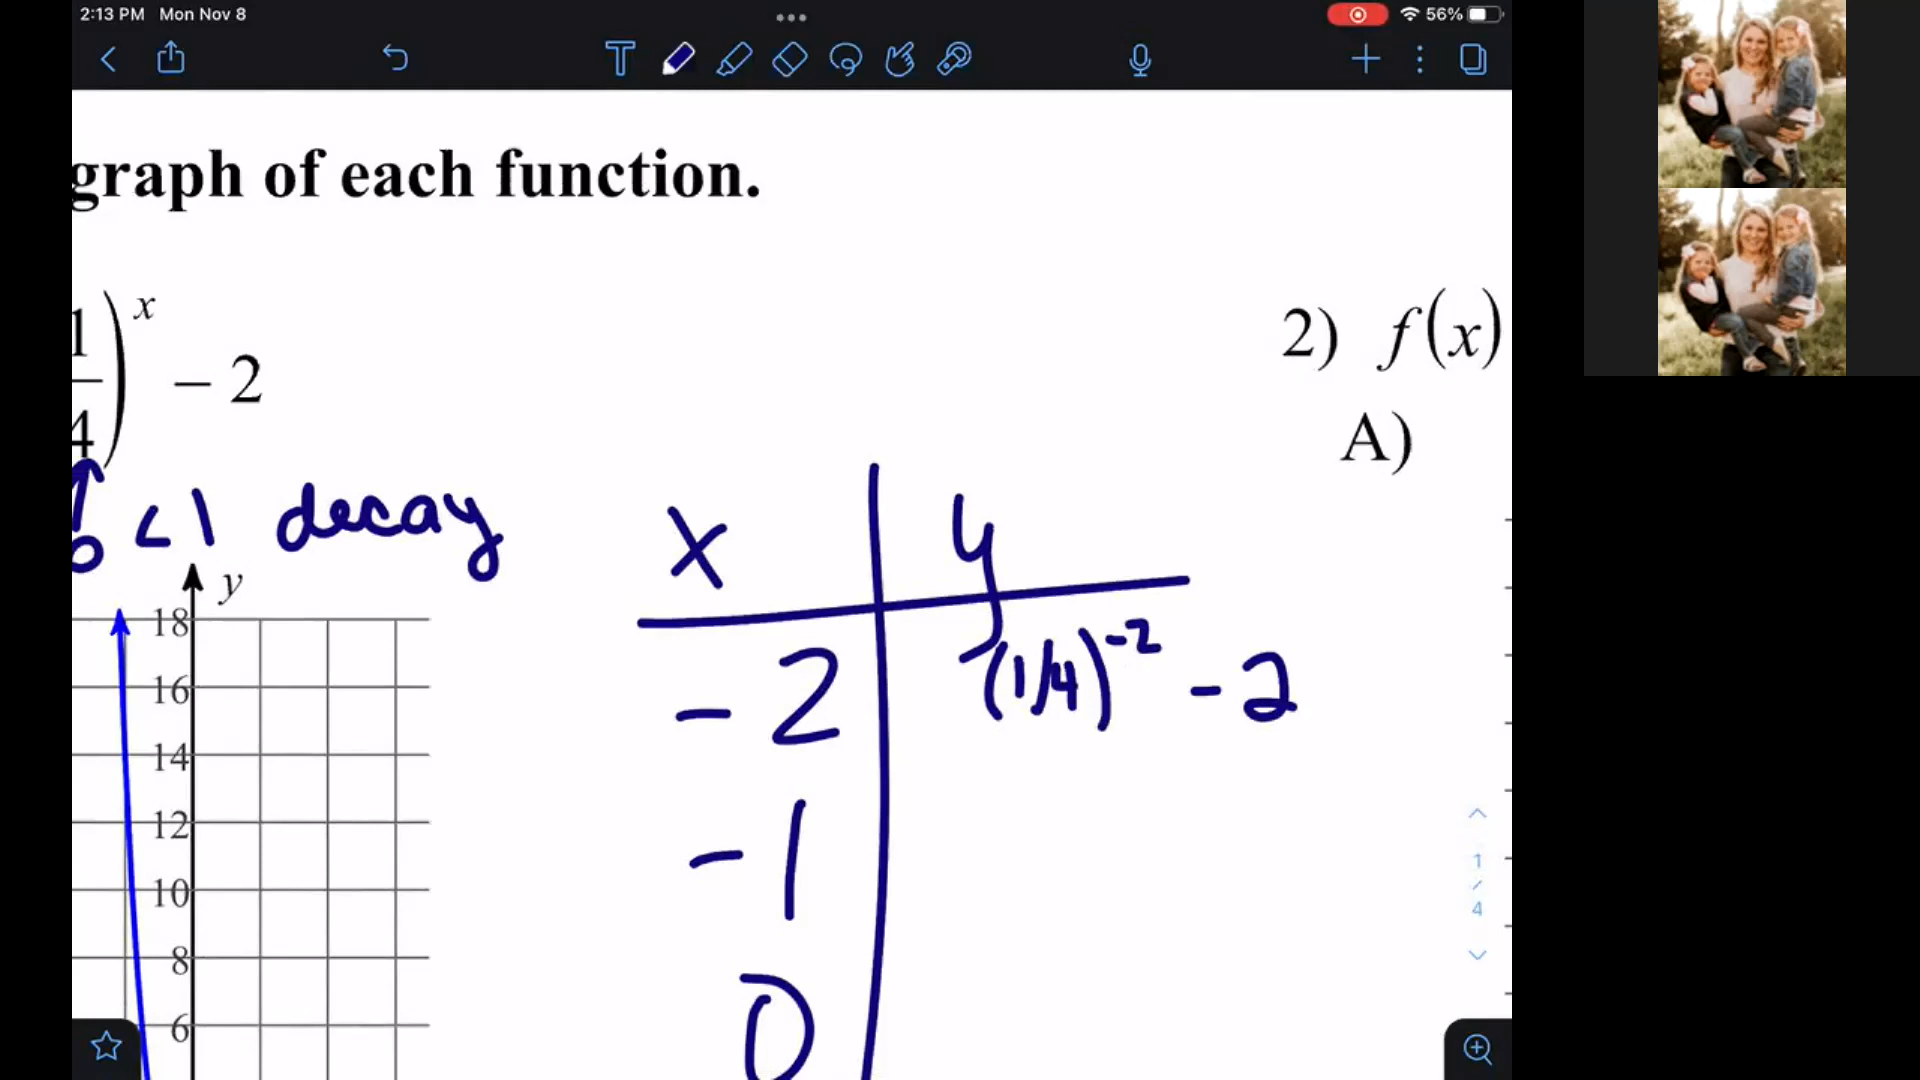 2:13 PM Mon Nov 8
56%
graph of each function.
(1/4)^x − 2
2) f(x)
A)
b < 1 decay
x y
-2 (1/4)^-2 - 2
-1
0
y
18
16
14
12
10
8
6
1
/
4